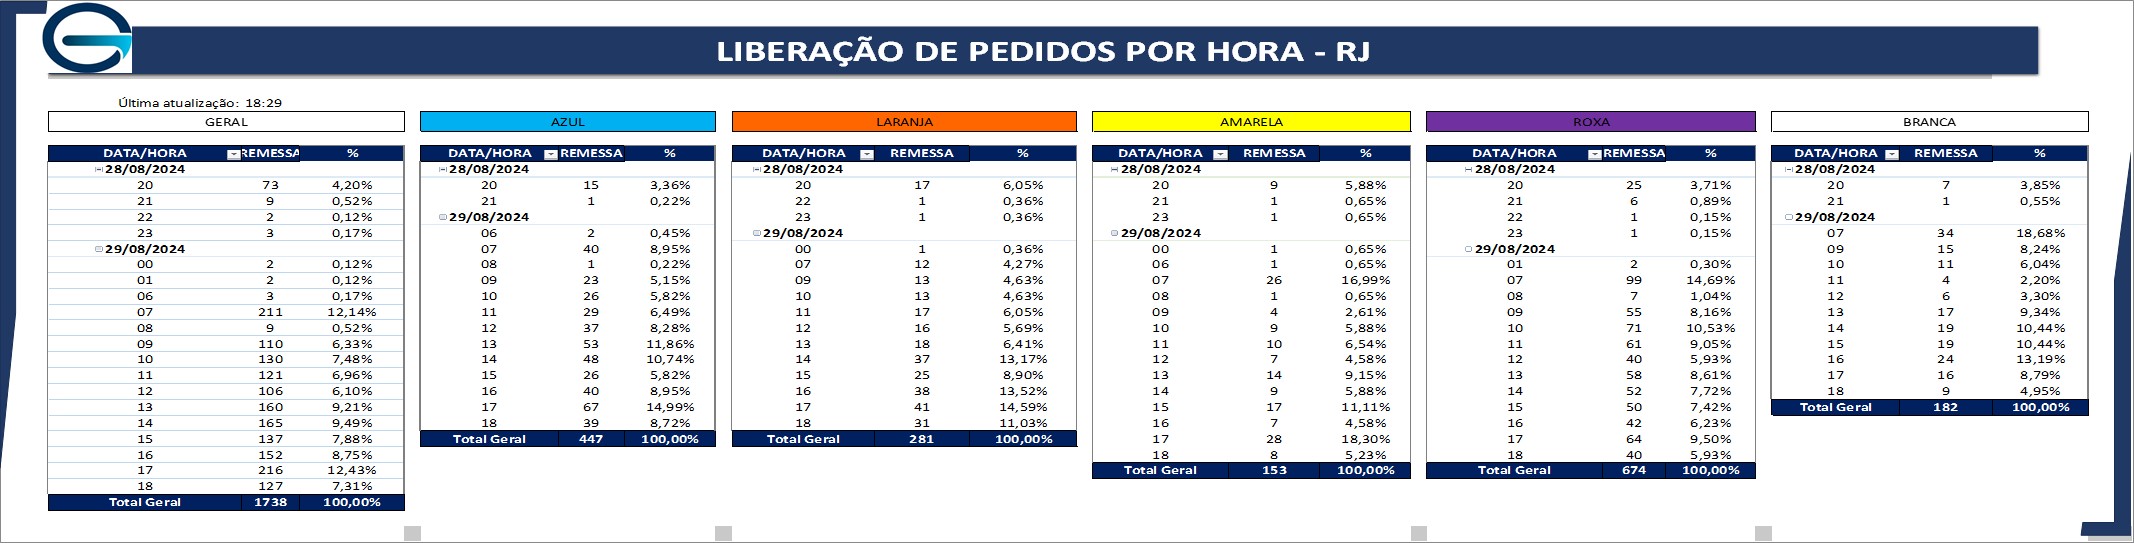 LIBERAÇÃO DE PEDIDOS POR HORA - RJ
Última atualização: 18:29
GERAL
DATA/HORA REMESSA %
28/08/2024
20 73 4,20%
21 9 0,52%
22 2 0,12%
23 3 0,17%
29/08/2024
00 2 0,12%
01 2 0,12%
06 3 0,17%
07 211 12,14%
08 9 0,52%
09 110 6,33%
10 130 7,48%
11 121 6,96%
12 106 6,10%
13 160 9,21%
14 165 9,49%
15 137 7,88%
16 152 8,75%
17 216 12,43%
18 127 7,31%
Total Geral 1738 100,00%
AZUL
DATA/HORA REMESSA %
28/08/2024
20 15 3,36%
21 1 0,22%
29/08/2024
06 2 0,45%
07 40 8,95%
08 1 0,22%
09 23 5,15%
10 26 5,82%
11 29 6,49%
12 37 8,28%
13 53 11,86%
14 48 10,74%
15 26 5,82%
16 40 8,95%
17 67 14,99%
18 39 8,72%
Total Geral 447 100,00%
LARANJA
DATA/HORA REMESSA %
28/08/2024
20 17 6,05%
22 1 0,36%
23 1 0,36%
29/08/2024
00 1 0,36%
07 12 4,27%
09 13 4,63%
10 13 4,63%
11 17 6,05%
12 16 5,69%
13 18 6,41%
14 37 13,17%
15 25 8,90%
16 38 13,52%
17 41 14,59%
18 31 11,03%
Total Geral 281 100,00%
AMARELA
DATA/HORA REMESSA %
28/08/2024
20 9 5,88%
21 1 0,65%
23 1 0,65%
29/08/2024
00 1 0,65%
06 1 0,65%
07 26 16,99%
08 1 0,65%
09 4 2,61%
10 9 5,88%
11 10 6,54%
12 7 4,58%
13 14 9,15%
14 9 5,88%
15 17 11,11%
16 7 4,58%
17 28 18,30%
18 8 5,23%
Total Geral 153 100,00%
ROXA
DATA/HORA REMESSA %
28/08/2024
20 25 3,71%
21 6 0,89%
22 1 0,15%
23 1 0,15%
29/08/2024
01 2 0,30%
07 99 14,69%
08 7 1,04%
09 55 8,16%
10 71 10,53%
11 61 9,05%
12 40 5,93%
13 58 8,61%
14 52 7,72%
15 50 7,42%
16 42 6,23%
17 64 9,50%
18 40 5,93%
Total Geral 674 100,00%
BRANCA
DATA/HORA REMESSA %
28/08/2024
20 7 3,85%
21 1 0,55%
29/08/2024
07 34 18,68%
09 15 8,24%
10 11 6,04%
11 4 2,20%
12 6 3,30%
13 17 9,34%
14 19 10,44%
15 19 10,44%
16 24 13,19%
17 16 8,79%
18 9 4,95%
Total Geral 182 100,00%